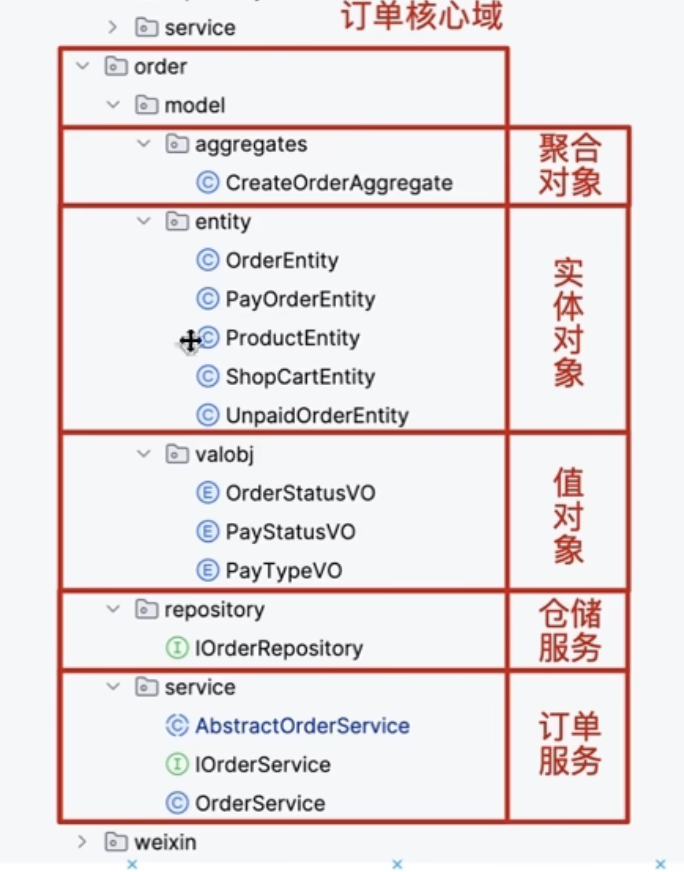 订单核心域
service
order
model
aggregates
聚合
对象
CreateOrderAggregate
entity
OrderEntity
PayOrderEntity
ProductEntity
ShopCartEntity
UnpaidOrderEntity
实
体
对
象
valobj
OrderStatusVO
PayStatusVO
PayTypeVO
值
对
象
repository
IOrderRepository
仓储
服务
service
AbstractOrderService
IOrderService
OrderService
订单
服务
weixin